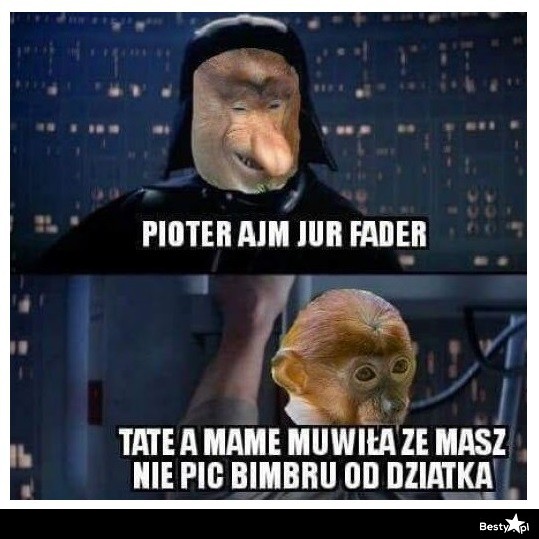 PIOTER AJM JUR FADER
TATE A MAME MUWIŁA ZE MASZ
NIE PIC BIMBRU OD DZIATKA
Besty.pl